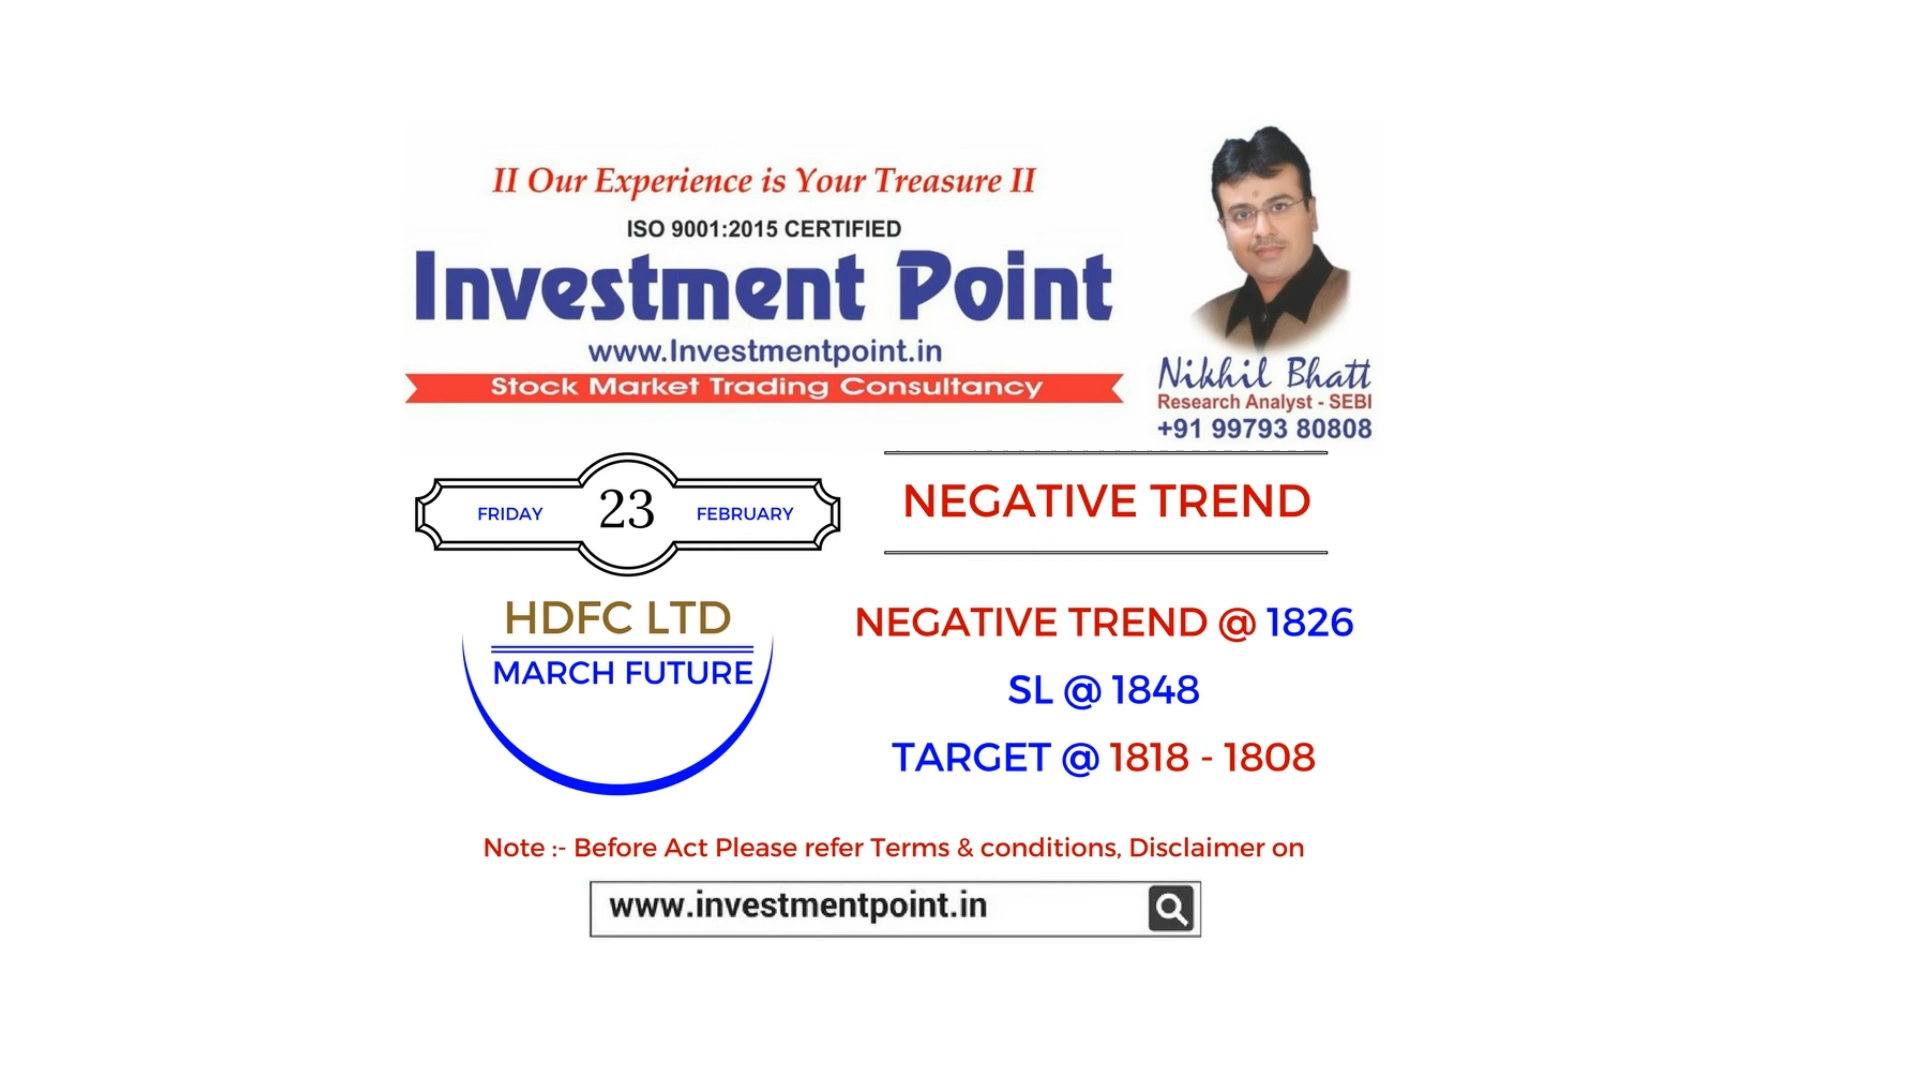 II Our Experience is Your Treasure II
ISO 9001:2015 CERTIFIED
Investment Point
www.Investmentpoint.in
Stock Market Trading Consultancy
Nikhil Bhatt
Research Analyst - SEBI
+91 99793 80808
FRIDAY 23 FEBRUARY
NEGATIVE TREND
HDFC LTD
MARCH FUTURE
NEGATIVE TREND @ 1826
SL @ 1848
TARGET @ 1818 - 1808
Note :- Before Act Please refer Terms & conditions, Disclaimer on
www.investmentpoint.in